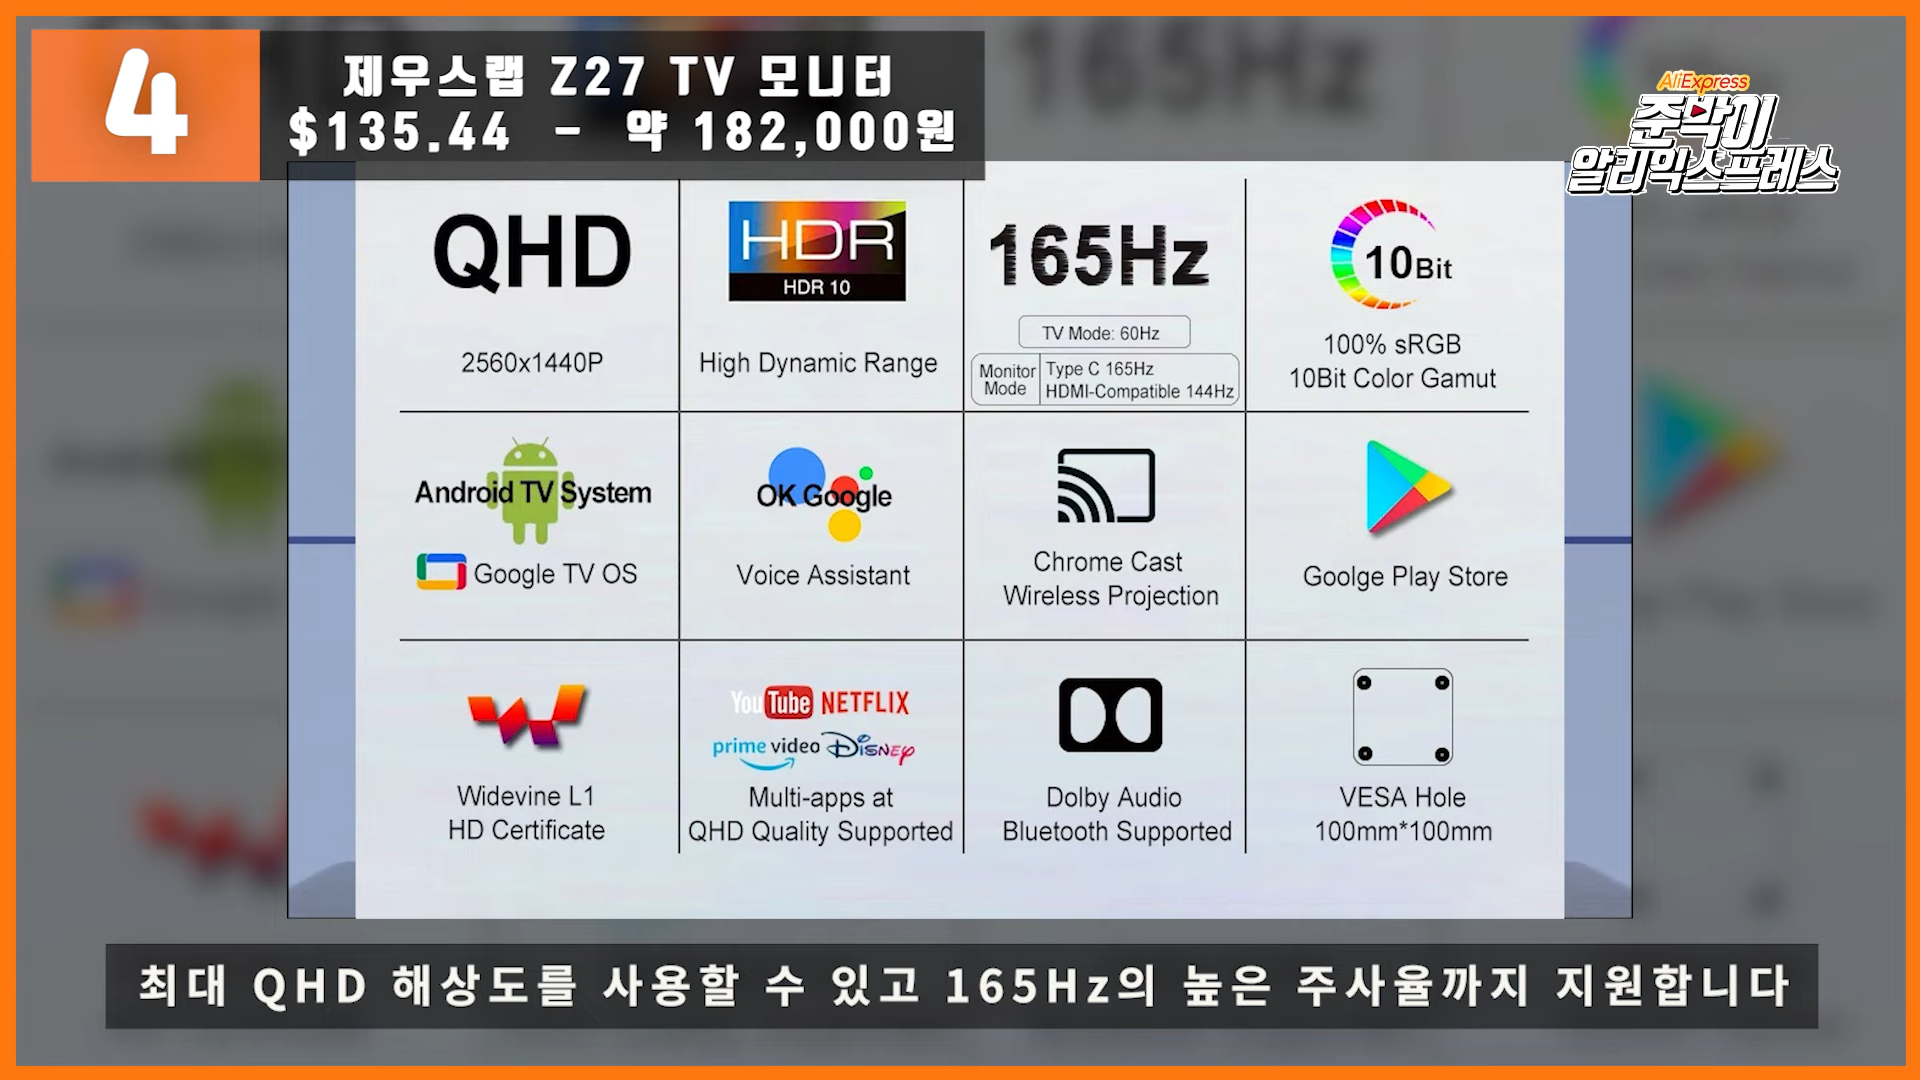 4
제우스랩 Z27 TV 모니터
$135.44 - 약 182,000원
AliExpress
준박이
알리익스프레스
QHD
2560x1440P
HDR
HDR 10
High Dynamic Range
165Hz
TV Mode: 60Hz
Monitor Mode
Type C 165Hz
HDMI-Compatible 144Hz
10Bit
100% sRGB
10Bit Color Gamut
Android TV System
Google TV OS
OK Google
Voice Assistant
Chrome Cast
Wireless Projection
Goolge Play Store
Widevine L1
HD Certificate
YouTube NETFLIX
prime video Disney
Multi-apps at
QHD Quality Supported
Dolby Audio
Bluetooth Supported
VESA Hole
100mm*100mm
최대 QHD 해상도를 사용할 수 있고 165Hz의 높은 주사율까지 지원합니다